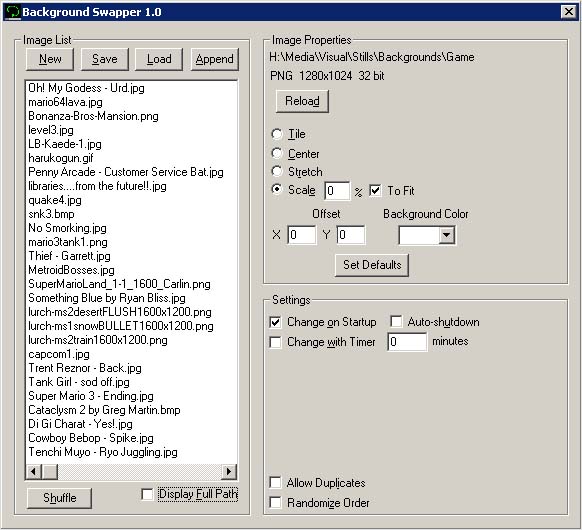 Background Swapper 1.0
Image List
New Save Load Append
Oh! My Godess - Urd.jpg
mario64lava.jpg
Bonanza-Bros-Mansion.png
level3.jpg
LB-Kaede-1.jpg
harukogun.gif
Penny Arcade - Customer Service Bat.jpg
libraries....from the future!!.jpg
quake4.jpg
snk3.bmp
No Smorking.jpg
mario3tank1.png
Thief - Garrett.jpg
MetroidBosses.jpg
SuperMarioLand_1-1_1600_Carlin.png
Something Blue by Ryan Bliss.jpg
lurch-ms2desertFLUSH1600x1200.png
lurch-ms1snowBULLET1600x1200.png
lurch-ms2train1600x1200.png
capcom1.jpg
Trent Reznor - Back.jpg
Tank Girl - sod off.jpg
Super Mario 3 - Ending.jpg
Cataclysm 2 by Greg Martin.bmp
Di Gi Charat - Yes!.jpg
Cowboy Bebop - Spike.jpg
Tenchi Muyo - Ryo Juggling.jpg
Shuffle
Display Full Path
Image Properties
H:\Media\Visual\Stills\Backgrounds\Game
PNG 1280x1024 32 bit
Reload
Tile
Center
Stretch
Scale 0 % To Fit
Offset Background Color
X 0 Y 0
Set Defaults
Settings
Change on Startup Auto-shutdown
Change with Timer 0 minutes
Allow Duplicates
Randomize Order